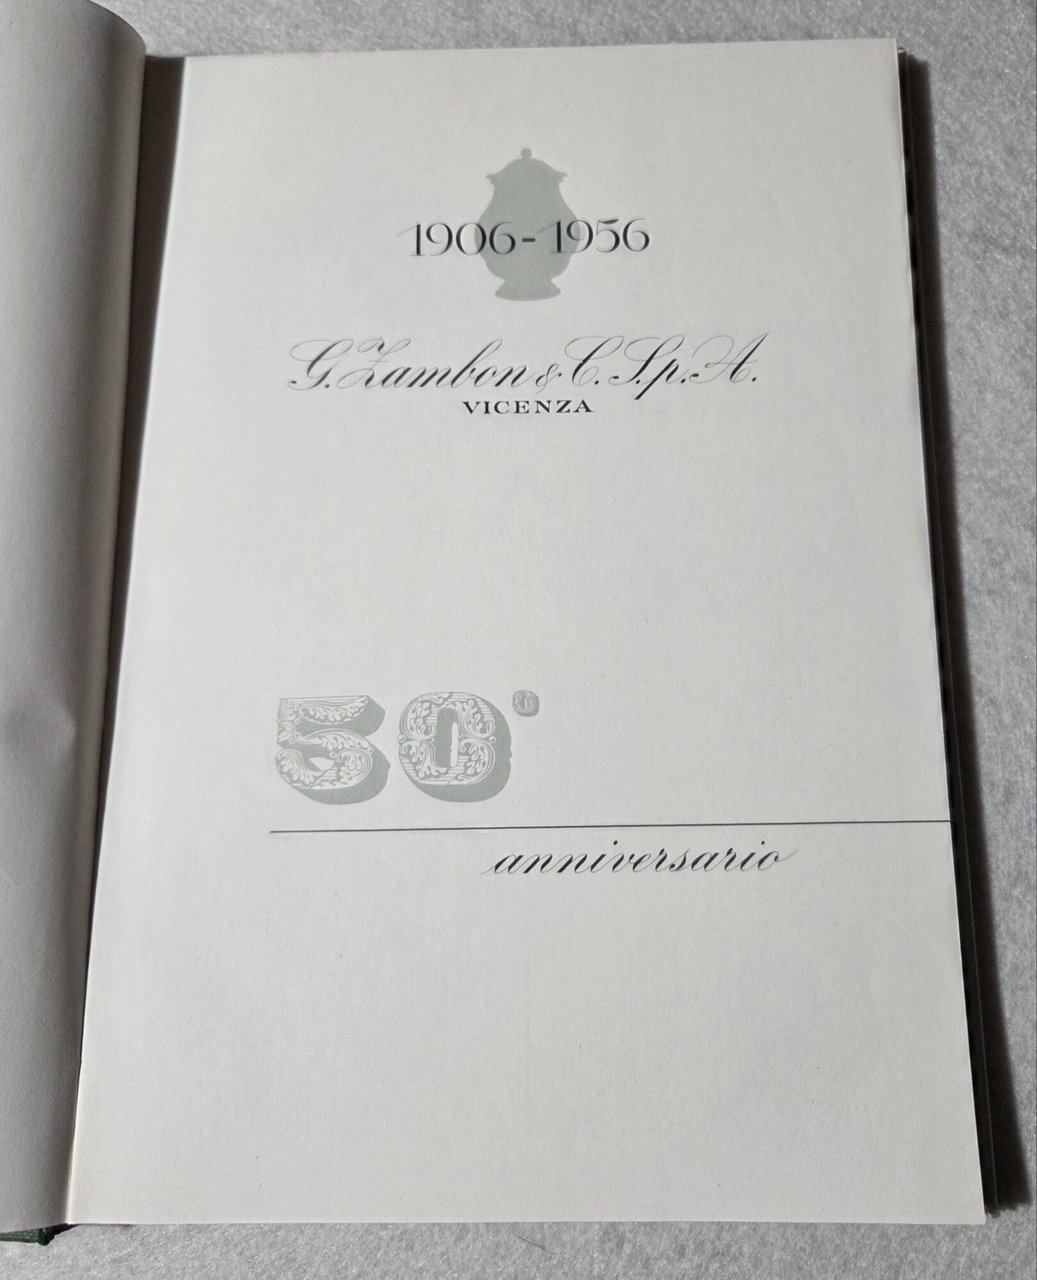 1906-1956
G. Zambon & C. S.p.A.
VICENZA
50°
anniversario